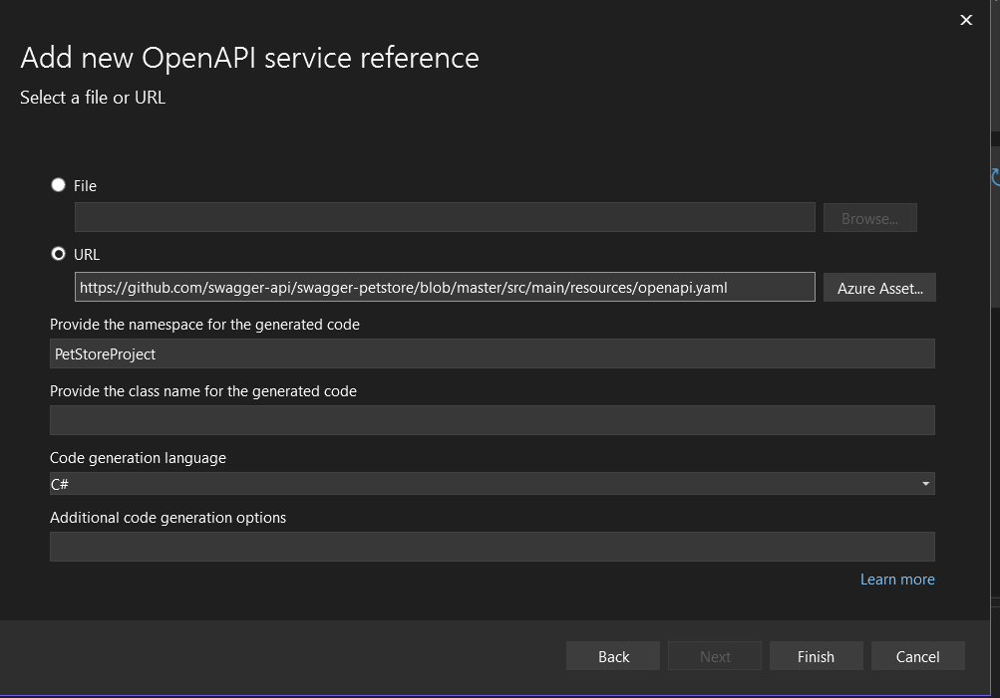 Add new OpenAPI service reference
Select a file or URL
File
Browse...
URL
https://github.com/swagger-api/swagger-petstore/blob/master/src/main/resources/openapi.yaml
Azure Asset...
Provide the namespace for the generated code
PetStoreProject
Provide the class name for the generated code
Code generation language
C#
Additional code generation options
Learn more
Back
Next
Finish
Cancel